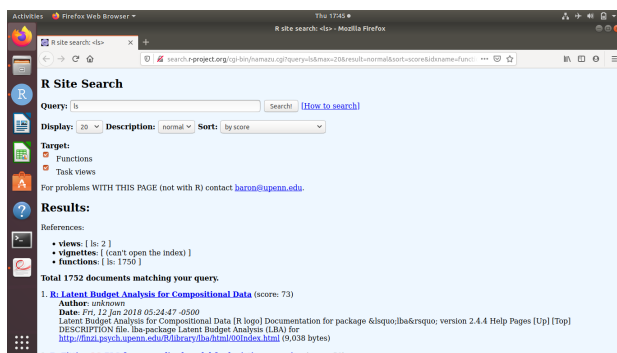 Activities Firefox Web Browser Thu 17:45
R site search: <ls> - Mozilla Firefox
R site search: <ls>
search.r-project.org/cgi-bin/namazu.cgi?query=ls&max=20&result=normal&sort=score&idxname=func
R Site Search
Query: ls Search! [How to search]
Display: 20 Description: normal Sort: by score
Target:
Functions
Task views
For problems WITH THIS PAGE (not with R) contact baron@upenn.edu.
Results:
References:
• views: [ ls: 2 ]
• vignettes: [ (can't open the index) ]
• functions: [ ls: 1750 ]
Total 1752 documents matching your query.
1. R: Latent Budget Analysis for Compositional Data (score: 73)
Author: unknown
Date: Fri, 12 Jan 2018 05:24:47 -0500
Latent Budget Analysis for Compositional Data [R logo] Documentation for package &lsquo;lba&rsquo; version 2.4.4 Help Pages [Up] [Top]
DESCRIPTION file. lba-package Latent Budget Analysis (LBA) for
http://finzi.psych.upenn.edu/R/library/lba/html/00Index.html (9,038 bytes)